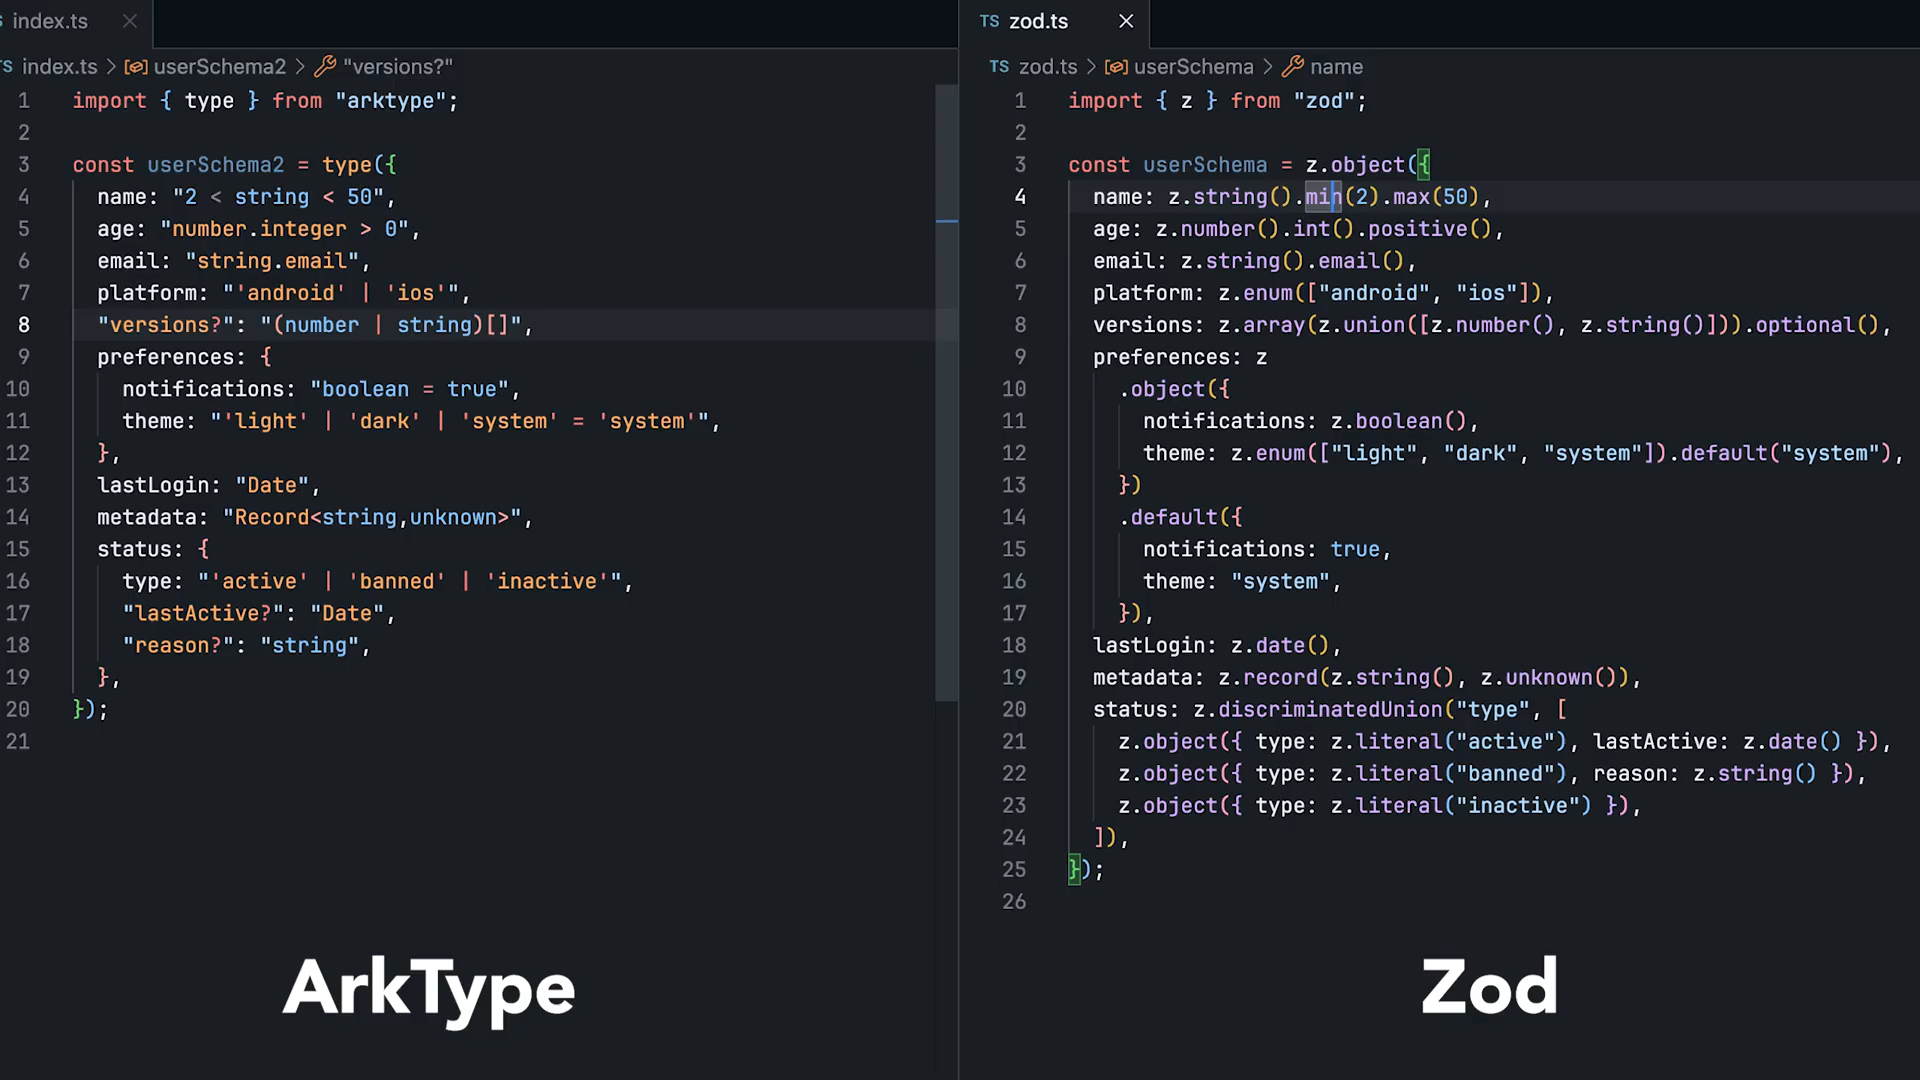 index.ts
TS index.ts > userSchema2 > "versions?"
1 import { type } from "arktype";
2
3 const userSchema2 = type({
4 name: "2 < string < 50",
5 age: "number.integer > 0",
6 email: "string.email",
7 platform: "'android' | 'ios'",
8 "versions?": "(number | string)[]",
9 preferences: {
10 notifications: "boolean = true",
11 theme: "'light' | 'dark' | 'system' = 'system'",
12 },
13 lastLogin: "Date",
14 metadata: "Record<string,unknown>",
15 status: {
16 type: "'active' | 'banned' | 'inactive'",
17 "lastActive?": "Date",
18 "reason?": "string",
19 },
20 });
21
ArkType
TS zod.ts
TS zod.ts > userSchema > name
1 import { z } from "zod";
2
3 const userSchema = z.object({
4 name: z.string().min(2).max(50),
5 age: z.number().int().positive(),
6 email: z.string().email(),
7 platform: z.enum(["android", "ios"]),
8 versions: z.array(z.union([z.number(), z.string()])).optional(),
9 preferences: z
10 .object({
11 notifications: z.boolean(),
12 theme: z.enum(["light", "dark", "system"]).default("system"),
13 })
14 .default({
15 notifications: true,
16 theme: "system",
17 }),
18 lastLogin: z.date(),
19 metadata: z.record(z.string(), z.unknown()),
20 status: z.discriminatedUnion("type", [
21 z.object({ type: z.literal("active"), lastActive: z.date() }),
22 z.object({ type: z.literal("banned"), reason: z.string() }),
23 z.object({ type: z.literal("inactive") }),
24 ]),
25 });
26
Zod